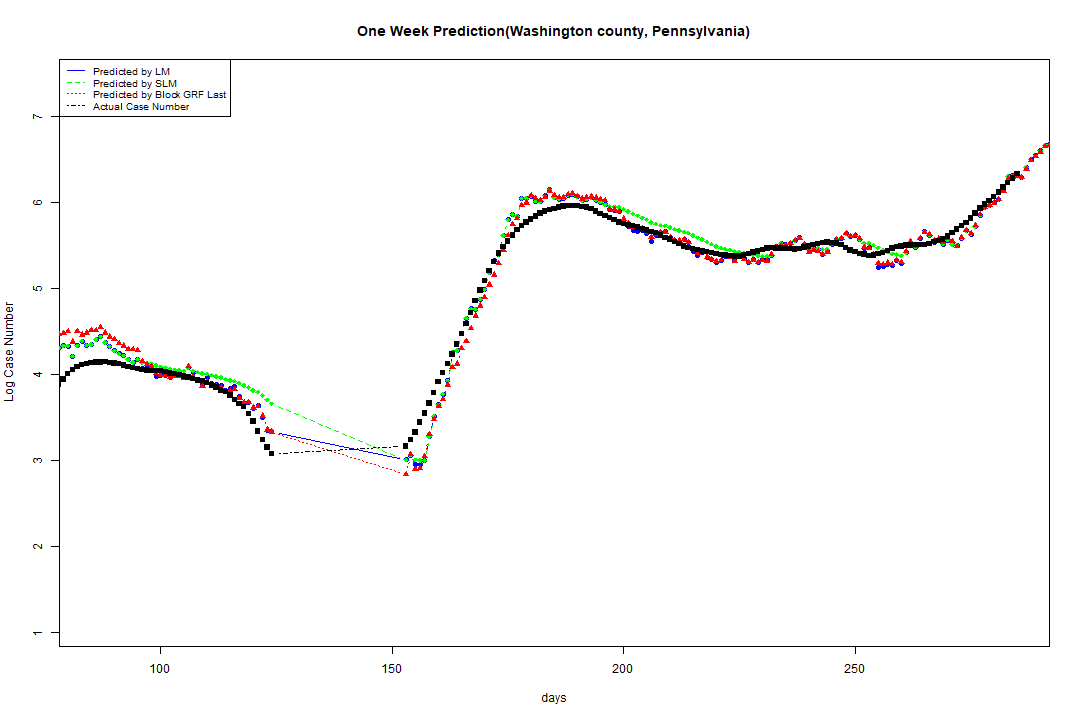 One Week Prediction(Washington county, Pennsylvania)
Predicted by LM
Predicted by SLM
Predicted by Block GRF Last
Actual Case Number
7
6
5
4
3
2
1
Log Case Number
100 150 200 250
days